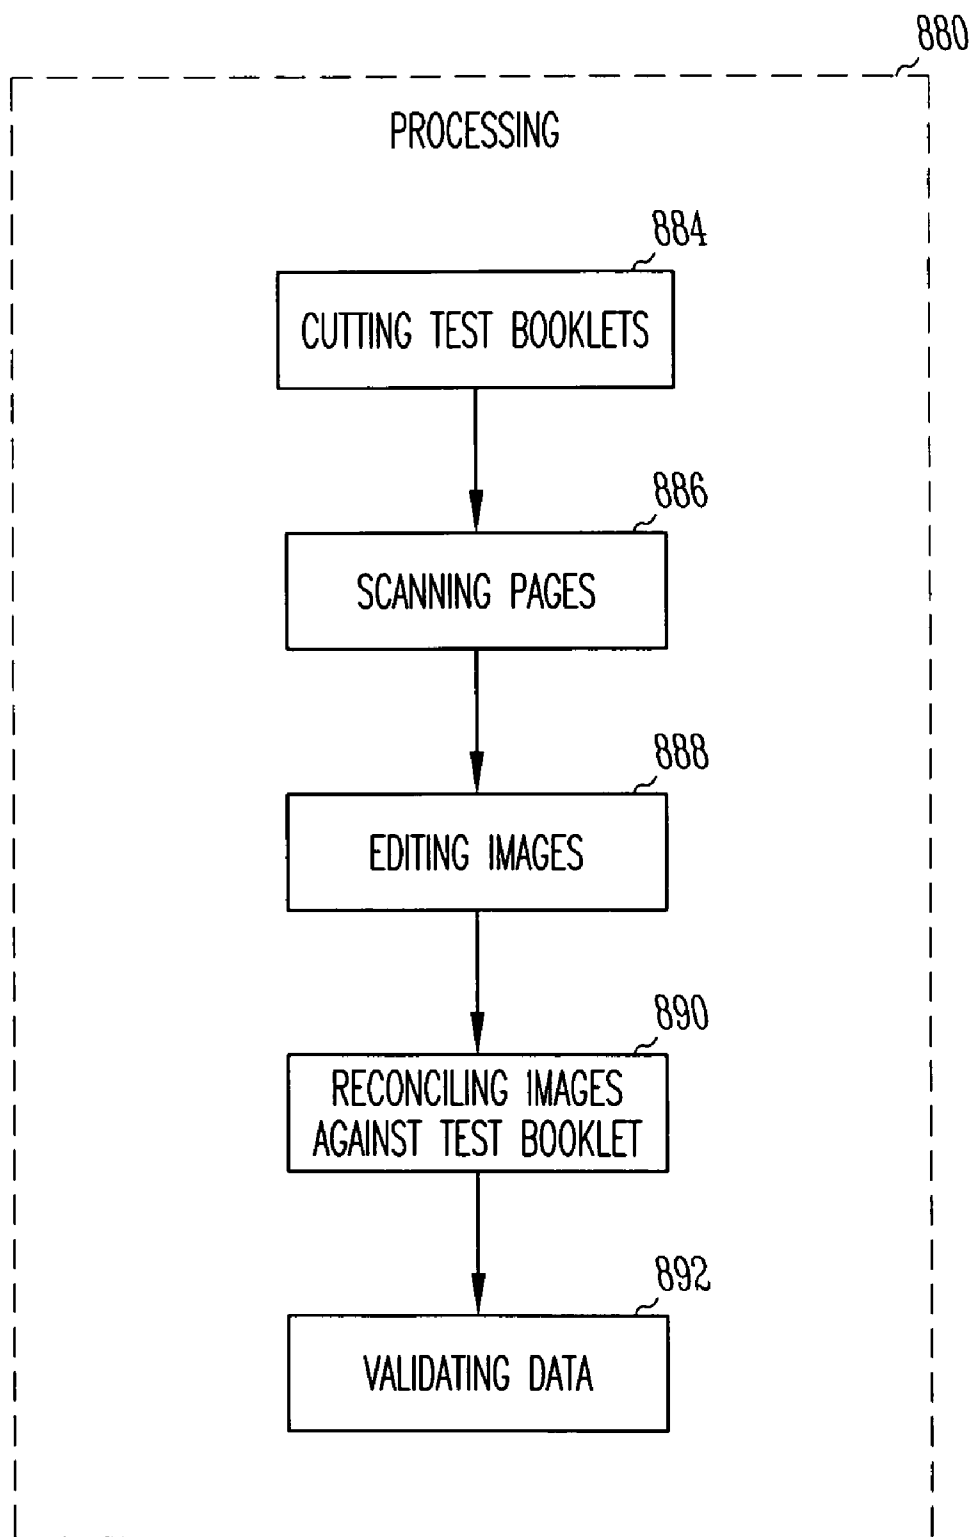 880
PROCESSING
884
CUTTING TEST BOOKLETS
886
SCANNING PAGES
888
EDITING IMAGES
890
RECONCILING IMAGES
AGAINST TEST BOOKLET
892
VALIDATING DATA